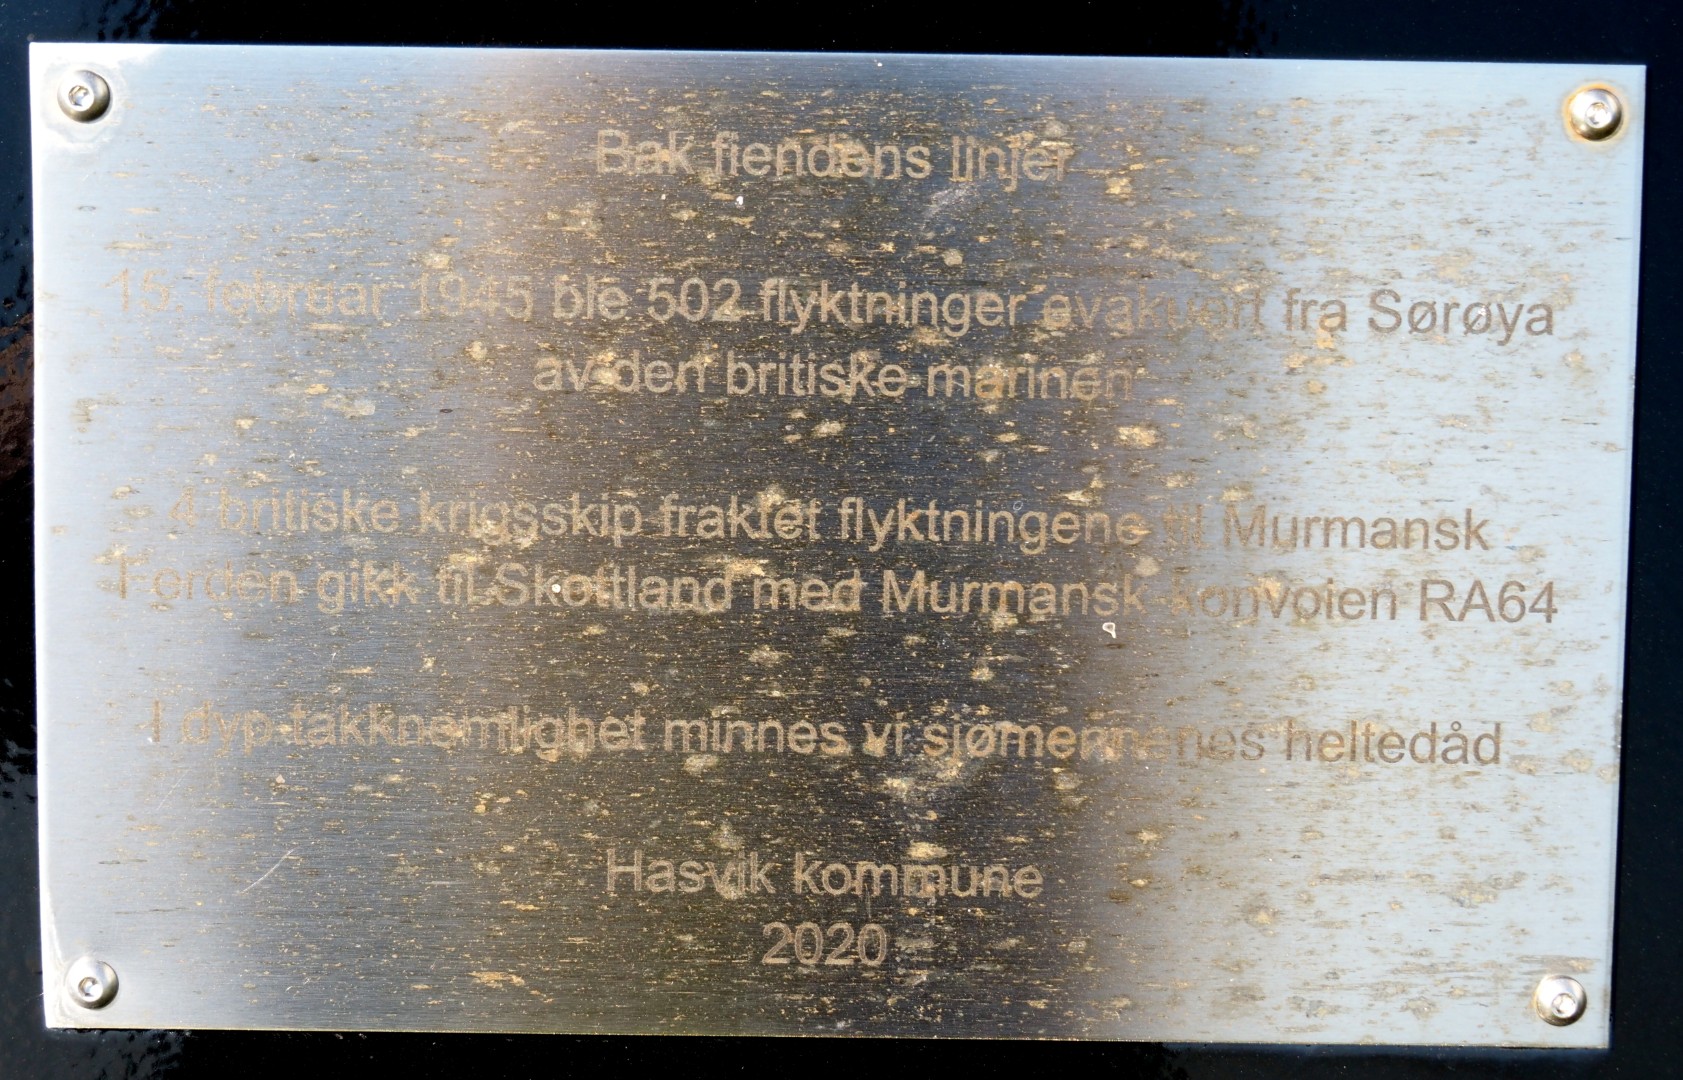 Bak fiendens linjer
15. februar 1945 ble 502 flyktninger evakuert fra Sørøya
av den britiske marinen
4 britiske krigsskip fraktet flyktningene til Murmansk
Ferden gikk til Skottland med Murmansk-konvoien RA64
I dyp takknemlighet minnes vi sjømennenes heltedåd
Hasvik kommune
2020